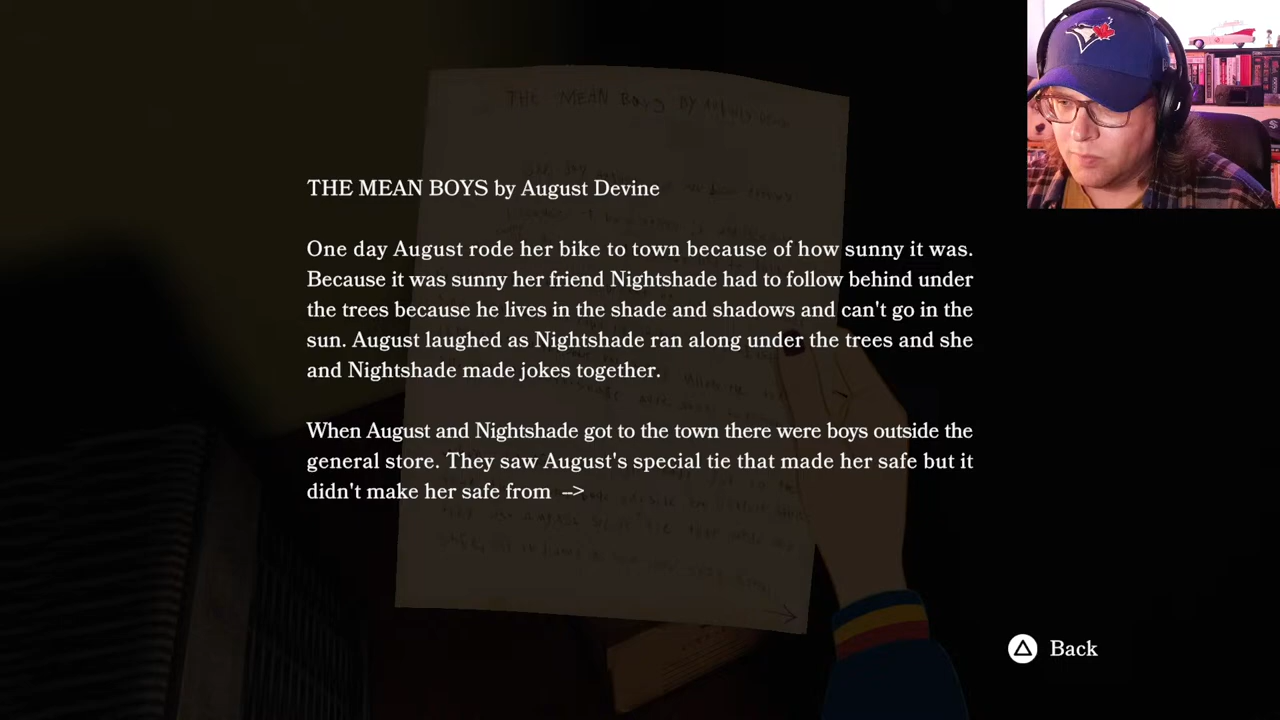 THE MEAN BOYS by August Devine
One day August rode her bike to town because of how sunny it was.
Because it was sunny her friend Nightshade had to follow behind under
the trees because he lives in the shade and shadows and can't go in the
sun. August laughed as Nightshade ran along under the trees and she
and Nightshade made jokes together.
When August and Nightshade got to the town there were boys outside the
general store. They saw August's special tie that made her safe but it
didn't make her safe from -->
Back
THE MEAN BOYS BY